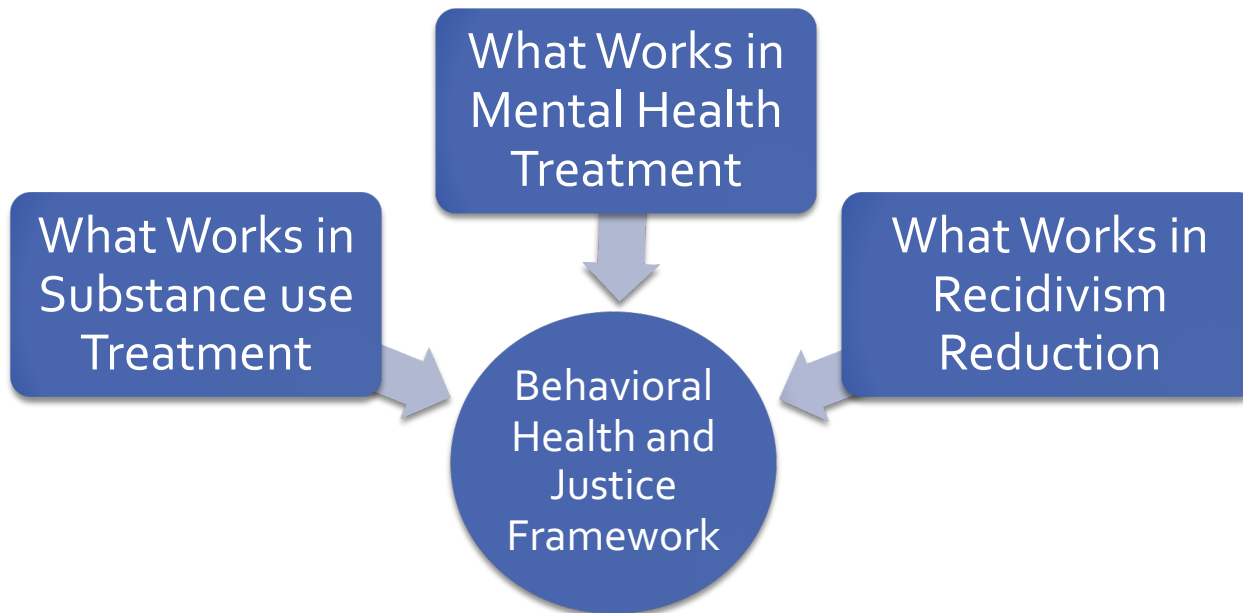 What Works in
Mental Health
Treatment
What Works in
Substance use
Treatment
What Works in
Recidivism
Reduction
Behavioral
Health and
Justice
Framework